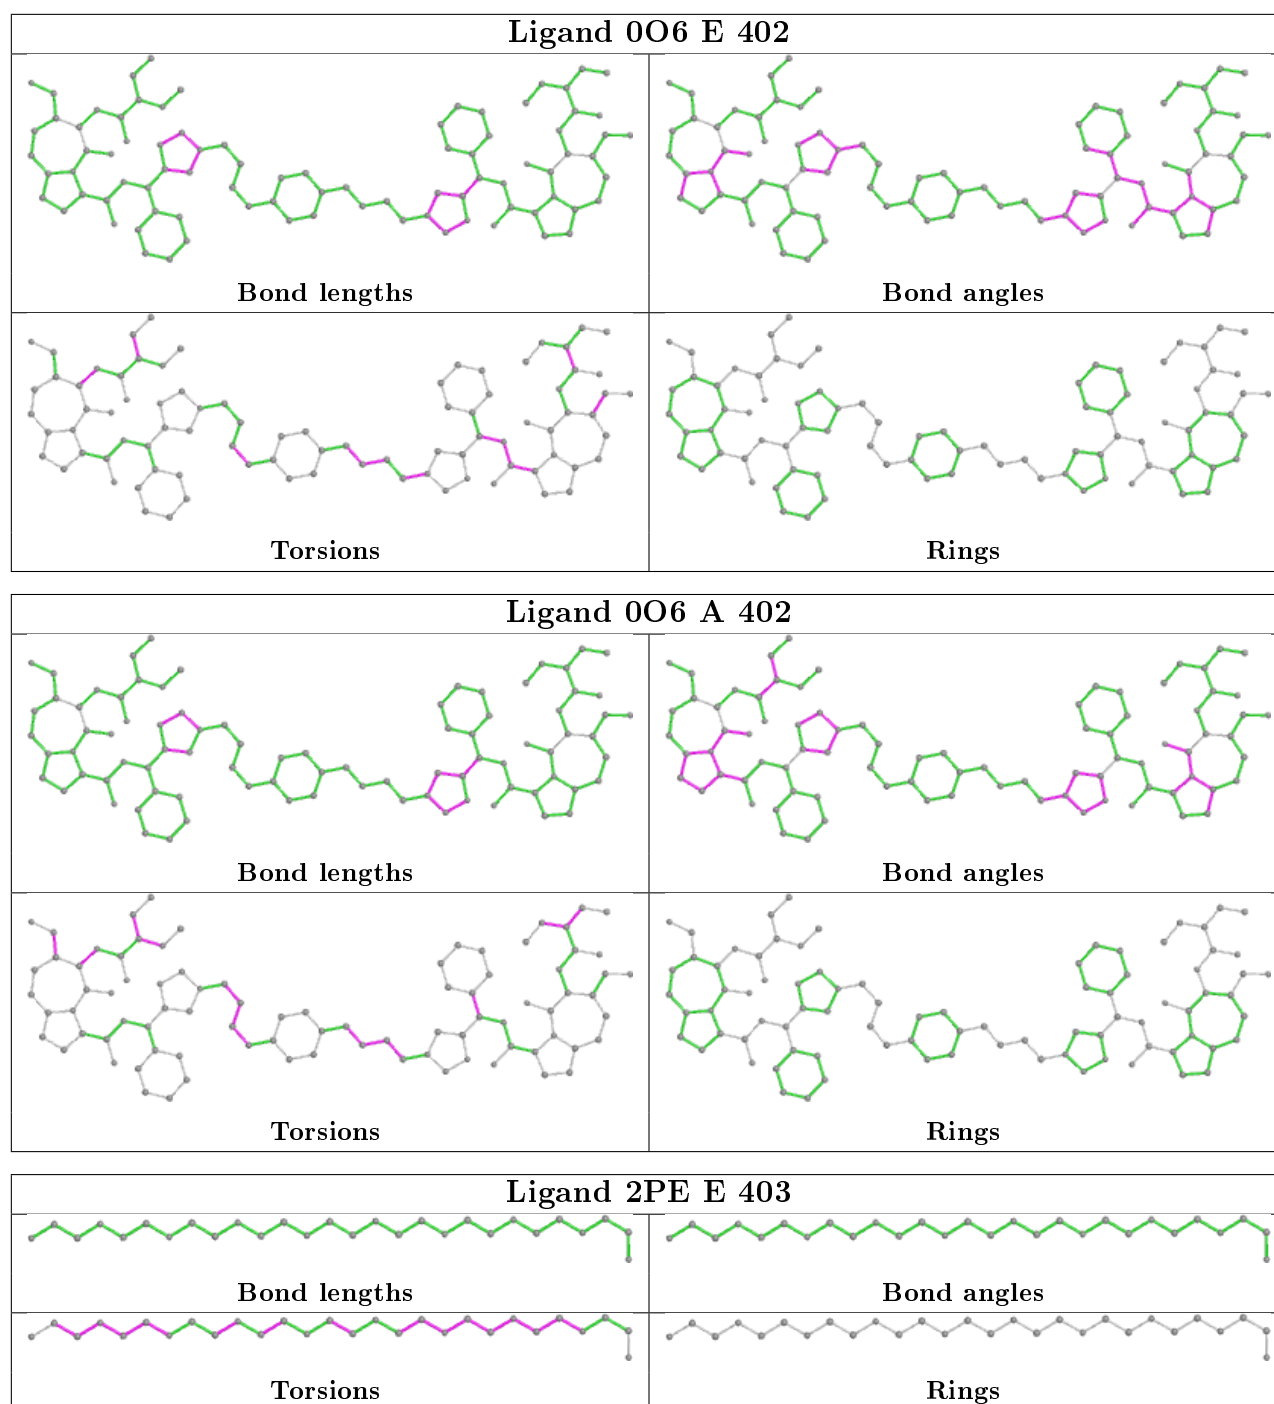 Ligand 0O6 E 402
Bond lengths
Bond angles
Torsions
Rings
Ligand 0O6 A 402
Bond lengths
Bond angles
Torsions
Rings
Ligand 2PE E 403
Bond lengths
Bond angles
Torsions
Rings